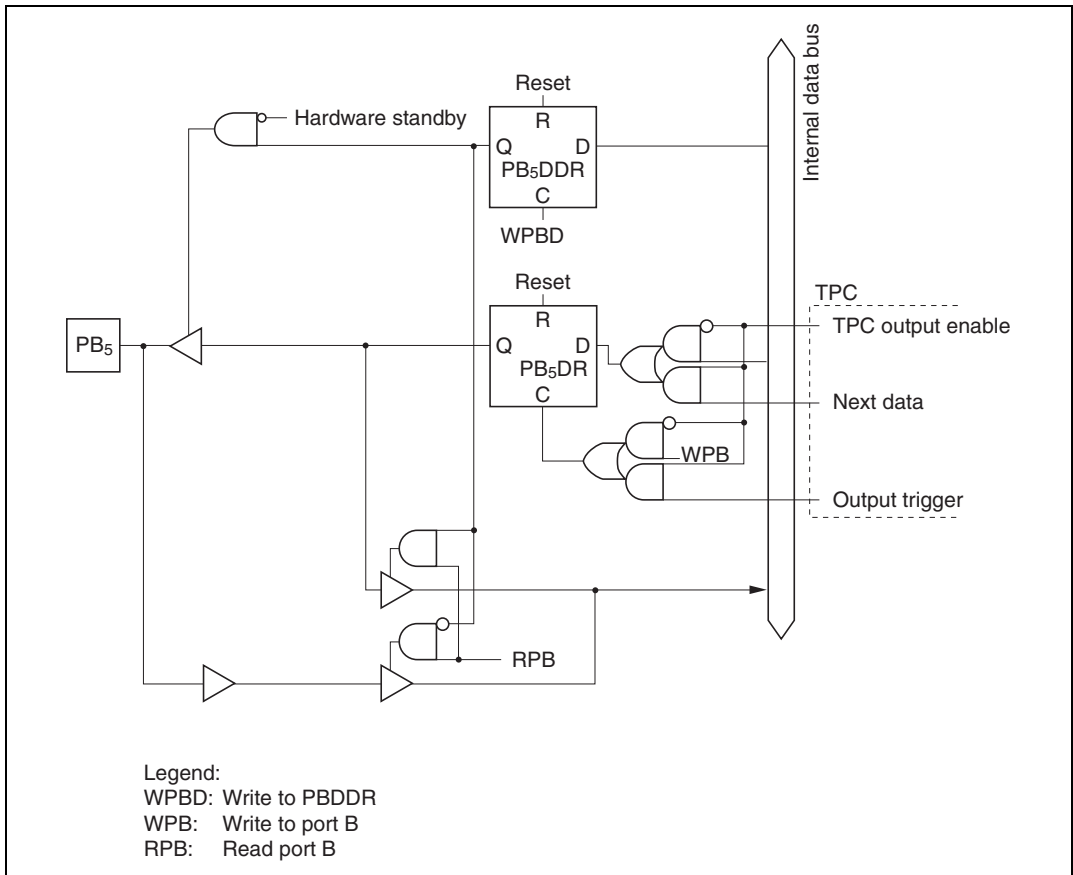 Internal data bus
Reset
Hardware standby
R
Q D
PB5DDR
C
WPBD
Reset
TPC
R
TPC output enable
PB5
Q D
PB5DR
C
Next data
WPB
Output trigger
RPB
Legend:
WPBD: Write to PBDDR
WPB: Write to port B
RPB: Read port B